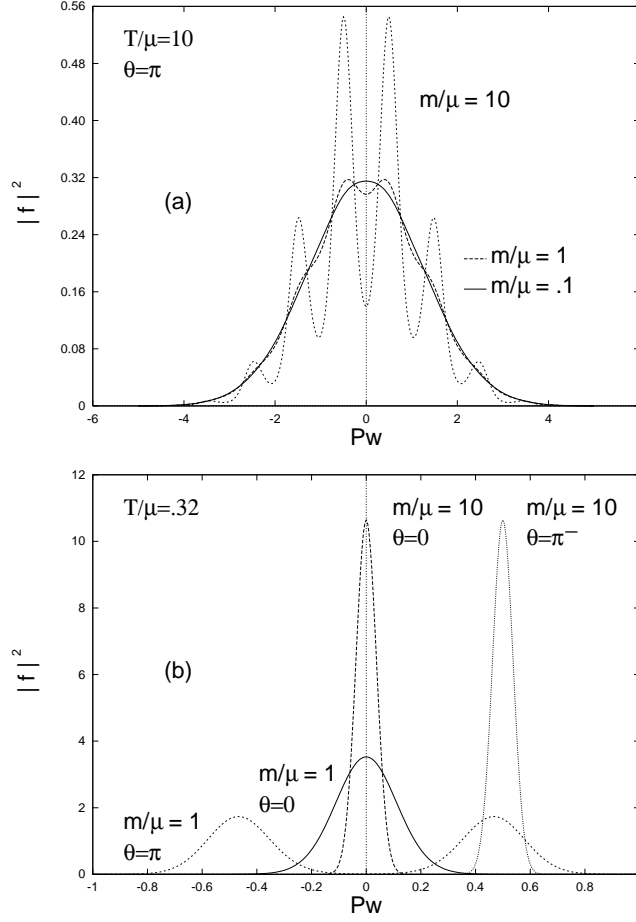 0.56
0.48
0.40
0.32
0.24
0.16
0.08
0
| f | ²
T/μ=10
θ=π
m/μ = 10
(a)
m/μ = 1
m/μ = .1
-6 -4 -2 0 2 4
Pw
12
10
8
6
4
2
0
| f | ²
T/μ=.32
m/μ = 10 m/μ = 10
θ=0 θ=π⁻
(b)
m/μ = 1
θ=0
m/μ = 1
θ=π
-1 -0.8 -0.6 -0.4 -0.2 0 0.2 0.4 0.6 0.8
Pw